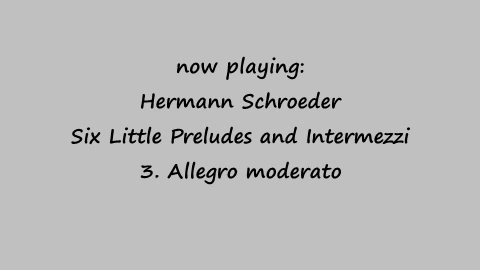 now playing:
Hermann Schroeder
Six Little Preludes and Intermezzi
3. Allegro moderato